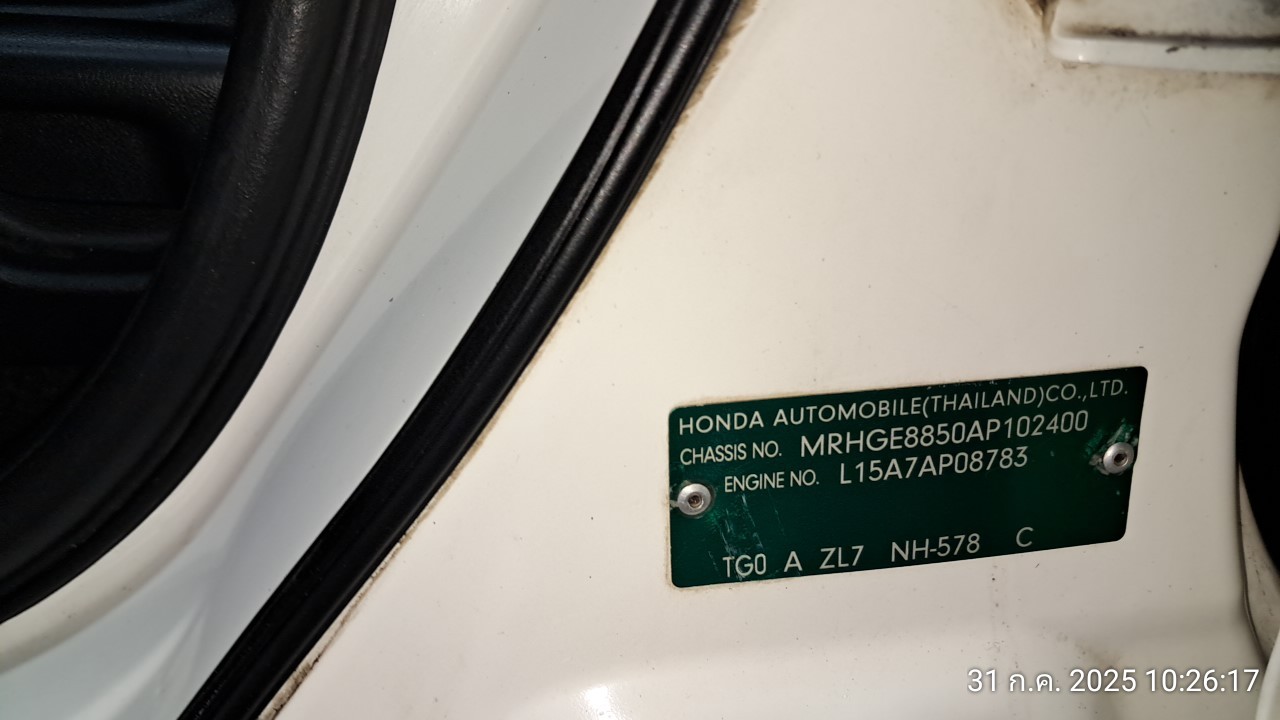 HONDA AUTOMOBILE(THAILAND)CO.,LTD.
CHASSIS NO. MRHGE8850AP102400
ENGINE NO. L15A7AP08783
TG0 A ZL7 NH-578 C
31 ก.ค. 2025 10:26:17